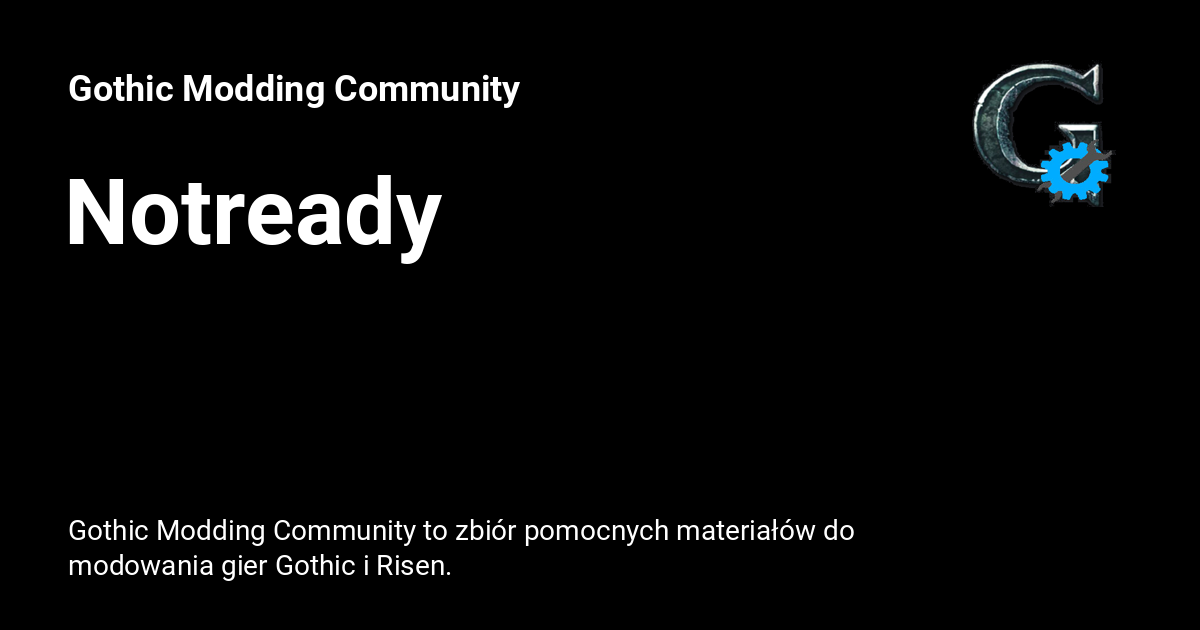 Gothic Modding Community
Notready
Gothic Modding Community to zbiór pomocnych materiałów do
modowania gier Gothic i Risen.